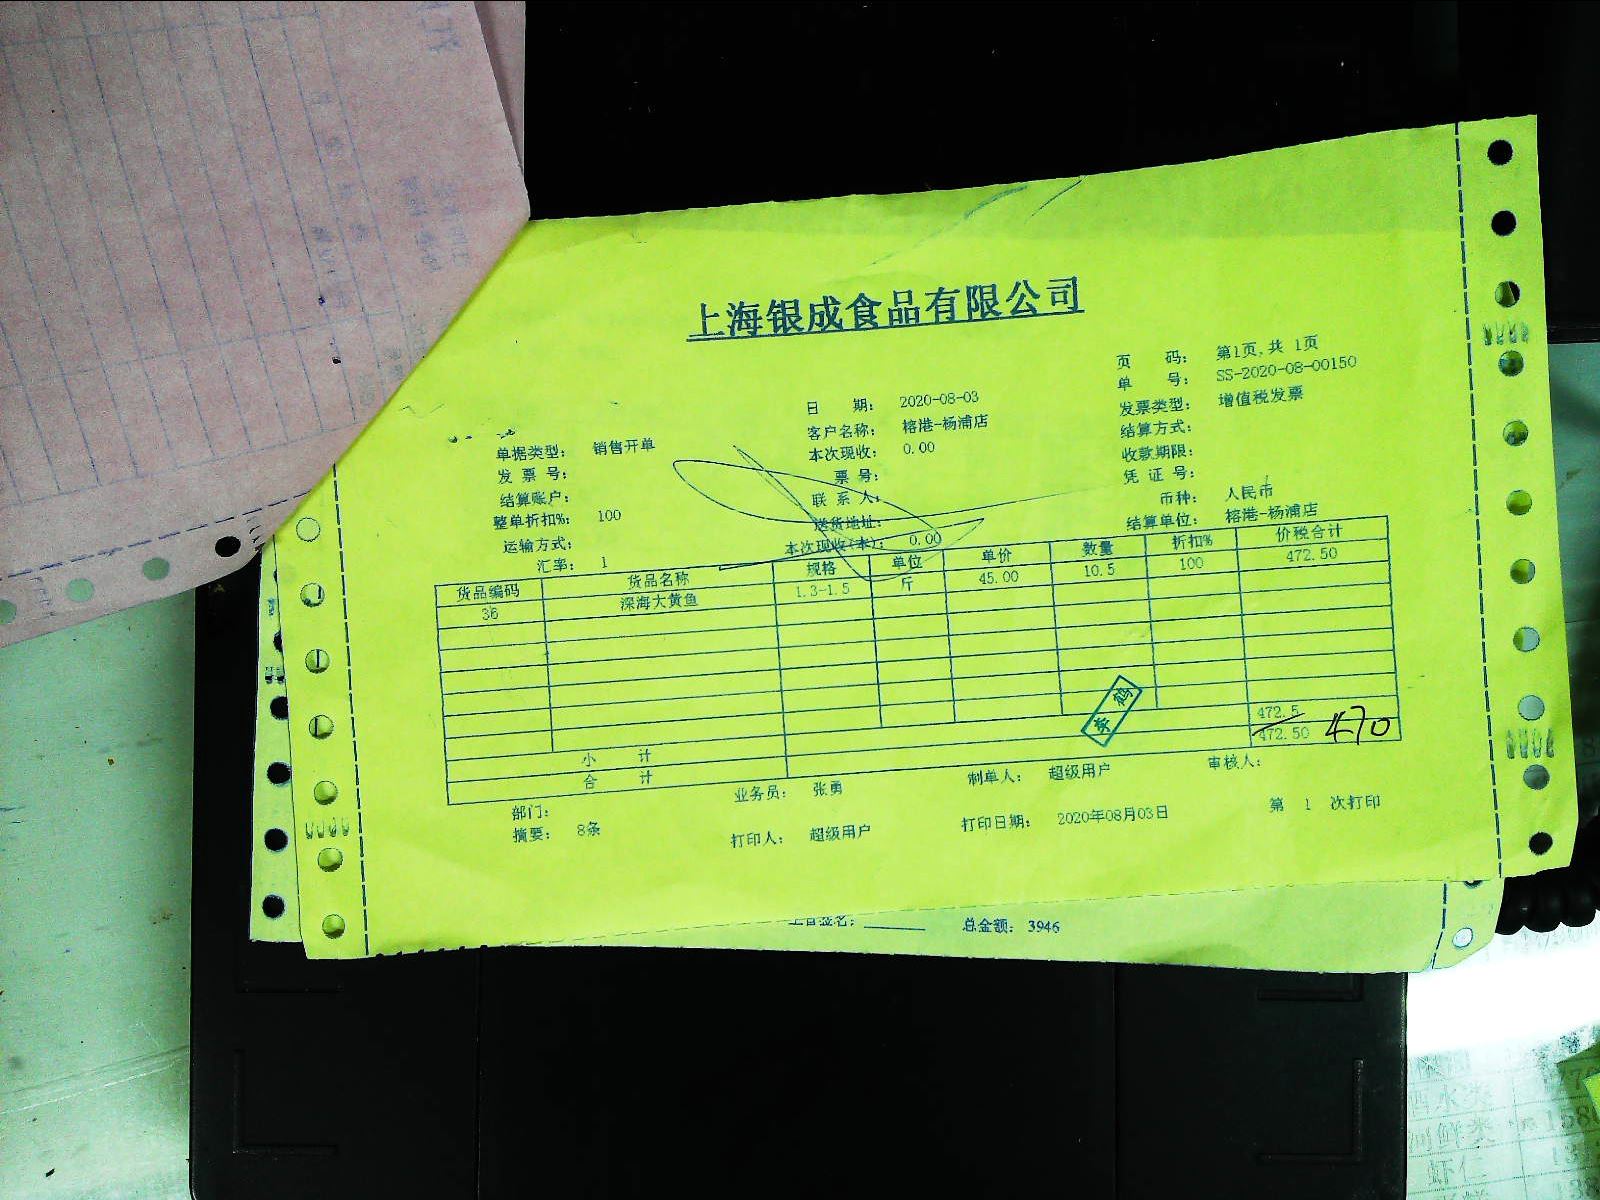 上海银成食品有限公司
页 码: 第1页,共 1页
单 号: SS-2020-08-00150
日 期: 2020-08-03
发票类型: 增值税发票
单据类型: 销售开单
客户名称: 榕港-杨浦店
结算方式:
发 票 号:
本次现收: 0.00
收款期限:
结算账户:
票 号:
凭 证 号:
整单折扣%: 100
联 系 人:
币种: 人民币
运输方式:
送货地址:
结算单位: 榕港-杨浦店
汇率: 1
本次现收(本): 0.00
货品编码 货品名称 规格 单位 单价 数量 折扣% 价税合计
36 深海大黄鱼 1.3-1.5 斤 45.00 10.5 100 472.50
小 计 472.5
合 计 472.50 470
部门: 业务员: 张勇 制单人: 超级用户 审核人:
摘要: 8条 打印人: 超级用户 打印日期: 2020年08月03日 第 1 次打印
总金额: 3946
虾仁